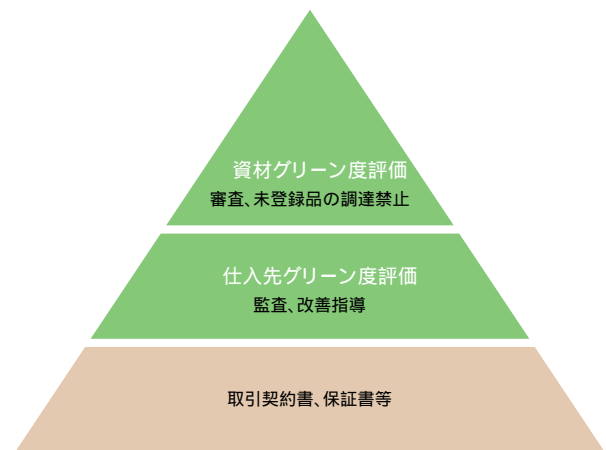 資材グリーン度評価
審査、未登録品の調達禁止
仕入先グリーン度評価
監査、改善指導
取引契約書、保証書等